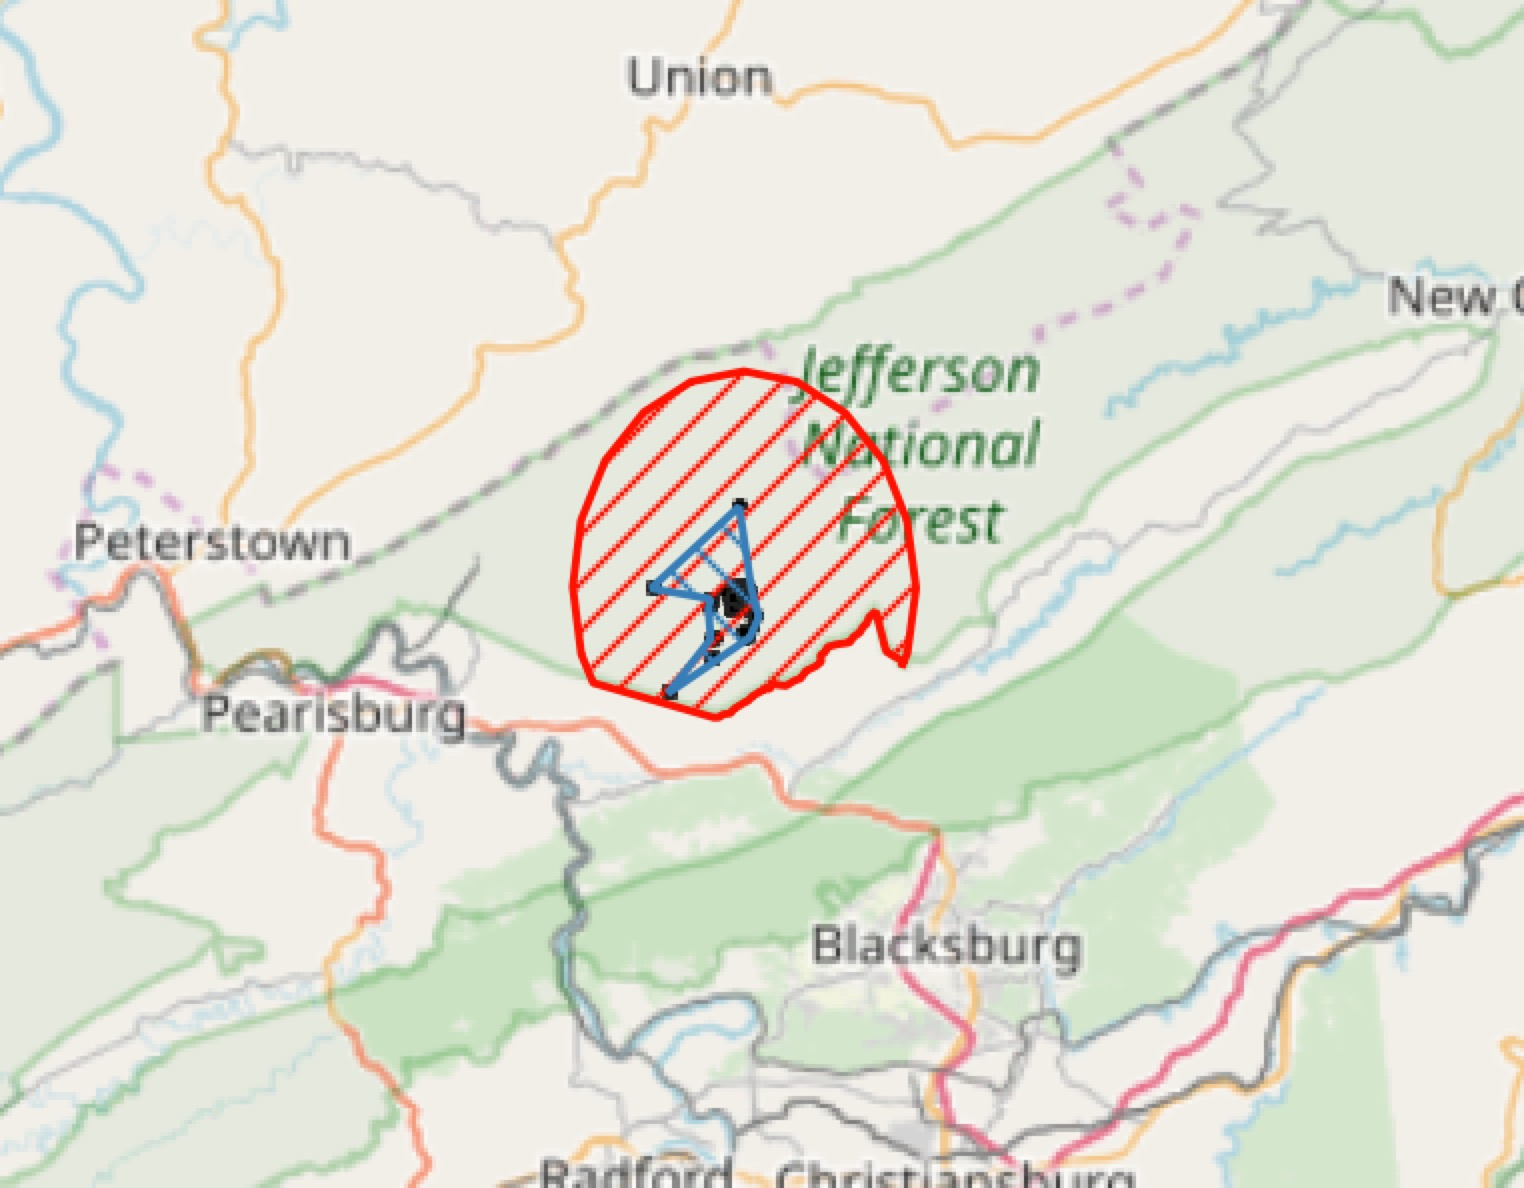 Union
New C
Jefferson
National
Forest
Peterstown
Pearisburg
Blacksburg
Radford
Christiansburg